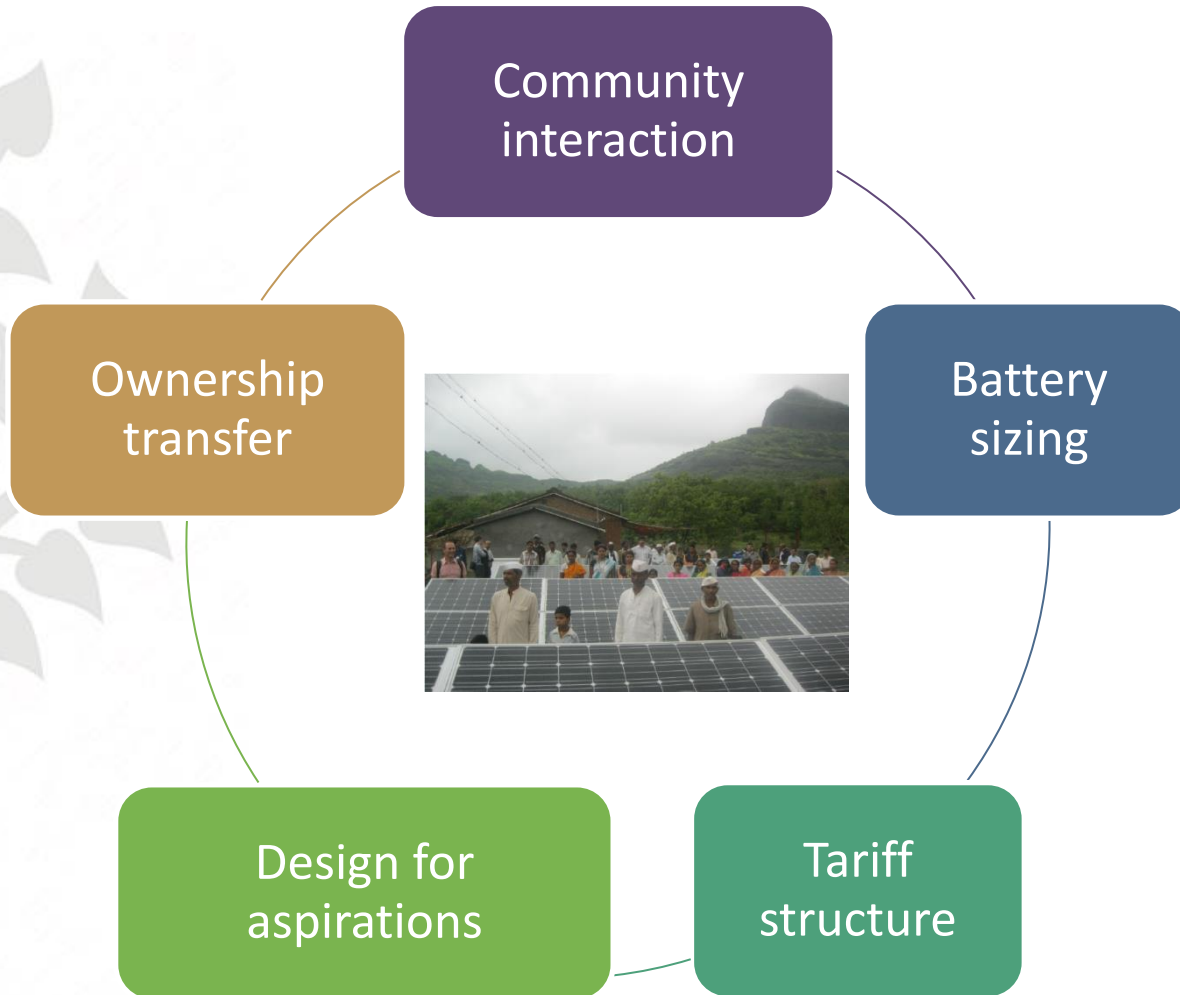 Community
interaction
Battery
sizing
Tariff
structure
Design for
aspirations
Ownership
transfer